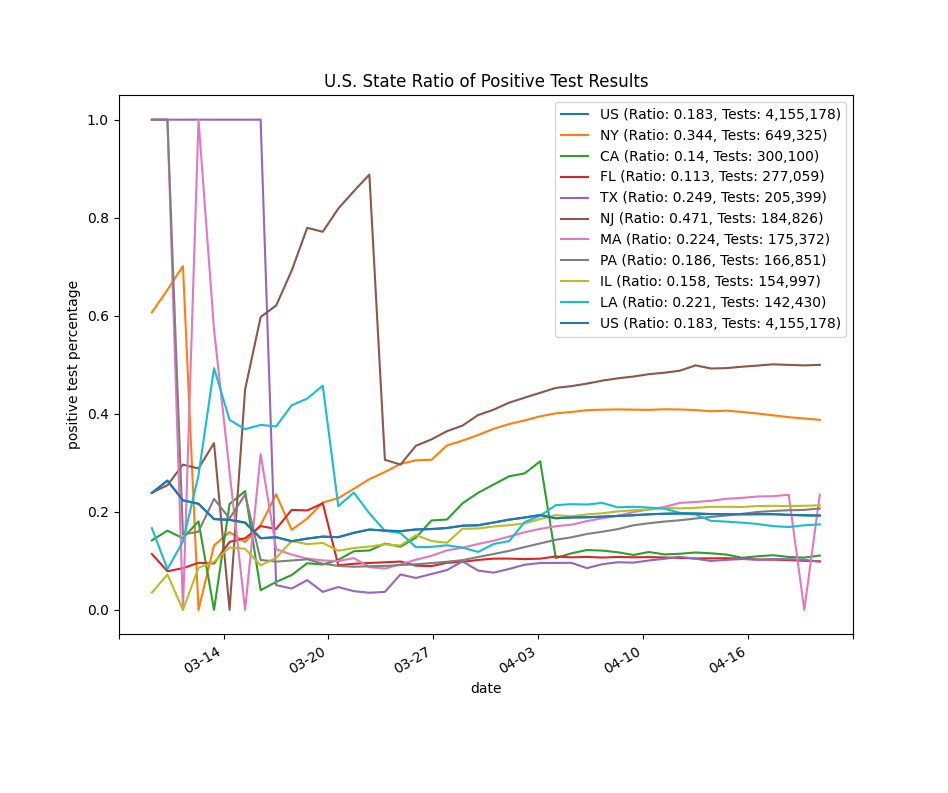 U.S. State Ratio of Positive Test Results
US (Ratio: 0.183, Tests: 4,155,178)
NY (Ratio: 0.344, Tests: 649,325)
CA (Ratio: 0.14, Tests: 300,100)
FL (Ratio: 0.113, Tests: 277,059)
TX (Ratio: 0.249, Tests: 205,399)
NJ (Ratio: 0.471, Tests: 184,826)
MA (Ratio: 0.224, Tests: 175,372)
PA (Ratio: 0.186, Tests: 166,851)
IL (Ratio: 0.158, Tests: 154,997)
LA (Ratio: 0.221, Tests: 142,430)
US (Ratio: 0.183, Tests: 4,155,178)
positive test percentage
1.0
0.8
0.6
0.4
0.2
0.0
03-14
03-20
03-27
04-03
04-10
04-16
date